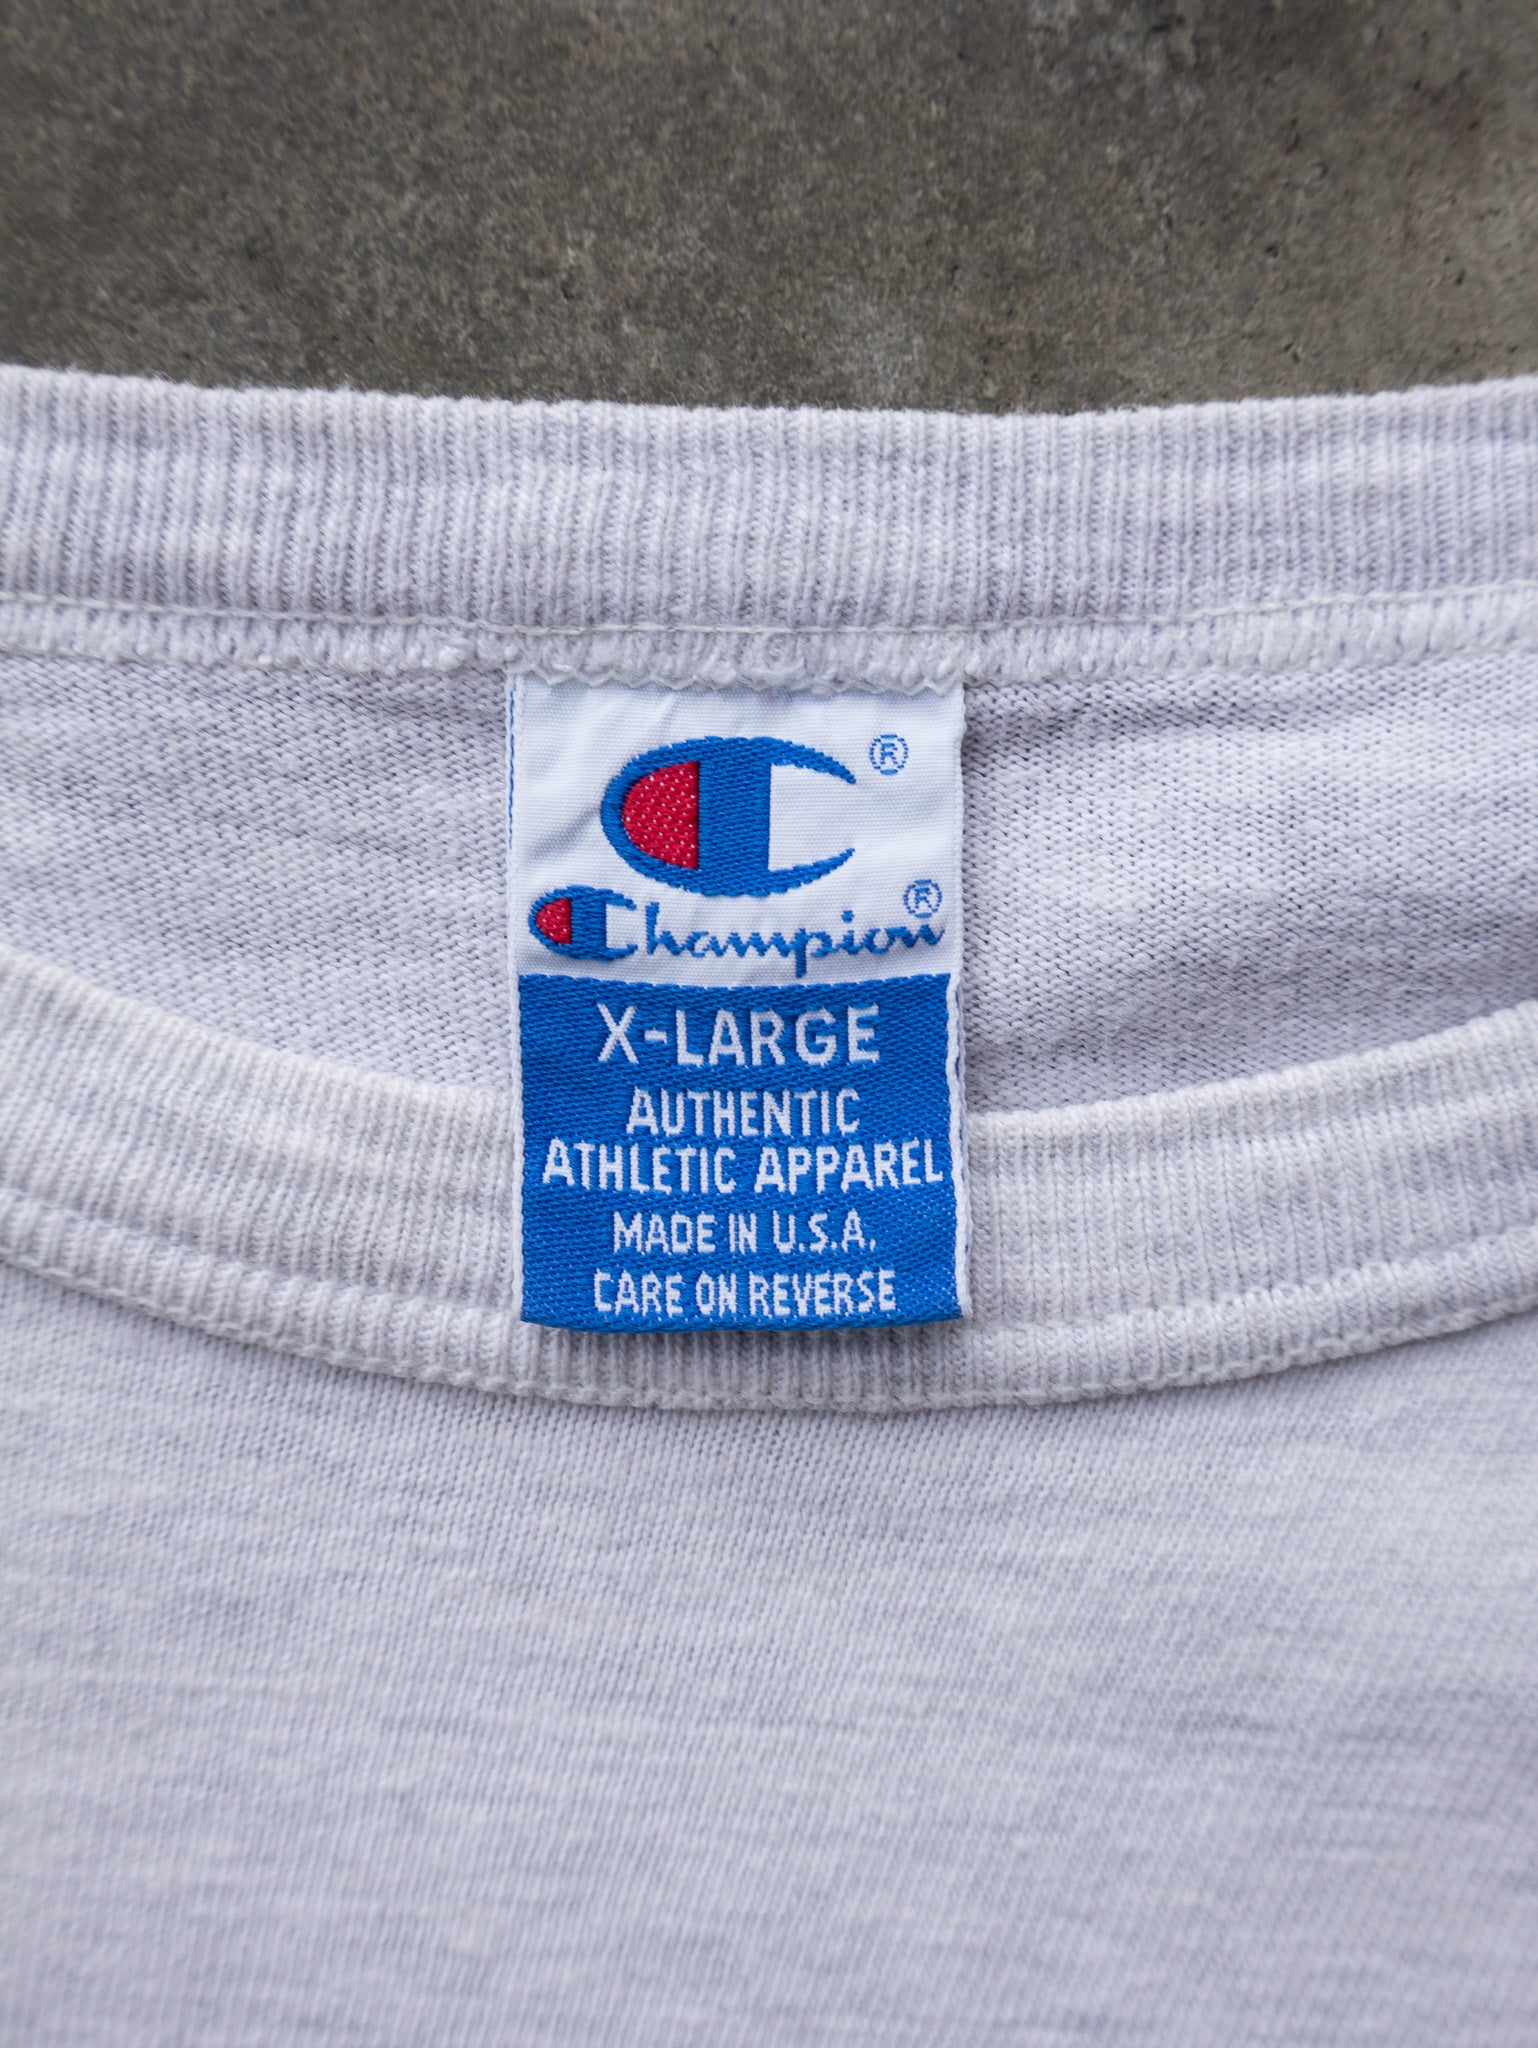 ®
Champion®
X-LARGE
AUTHENTIC
ATHLETIC APPAREL
MADE IN U.S.A.
CARE ON REVERSE